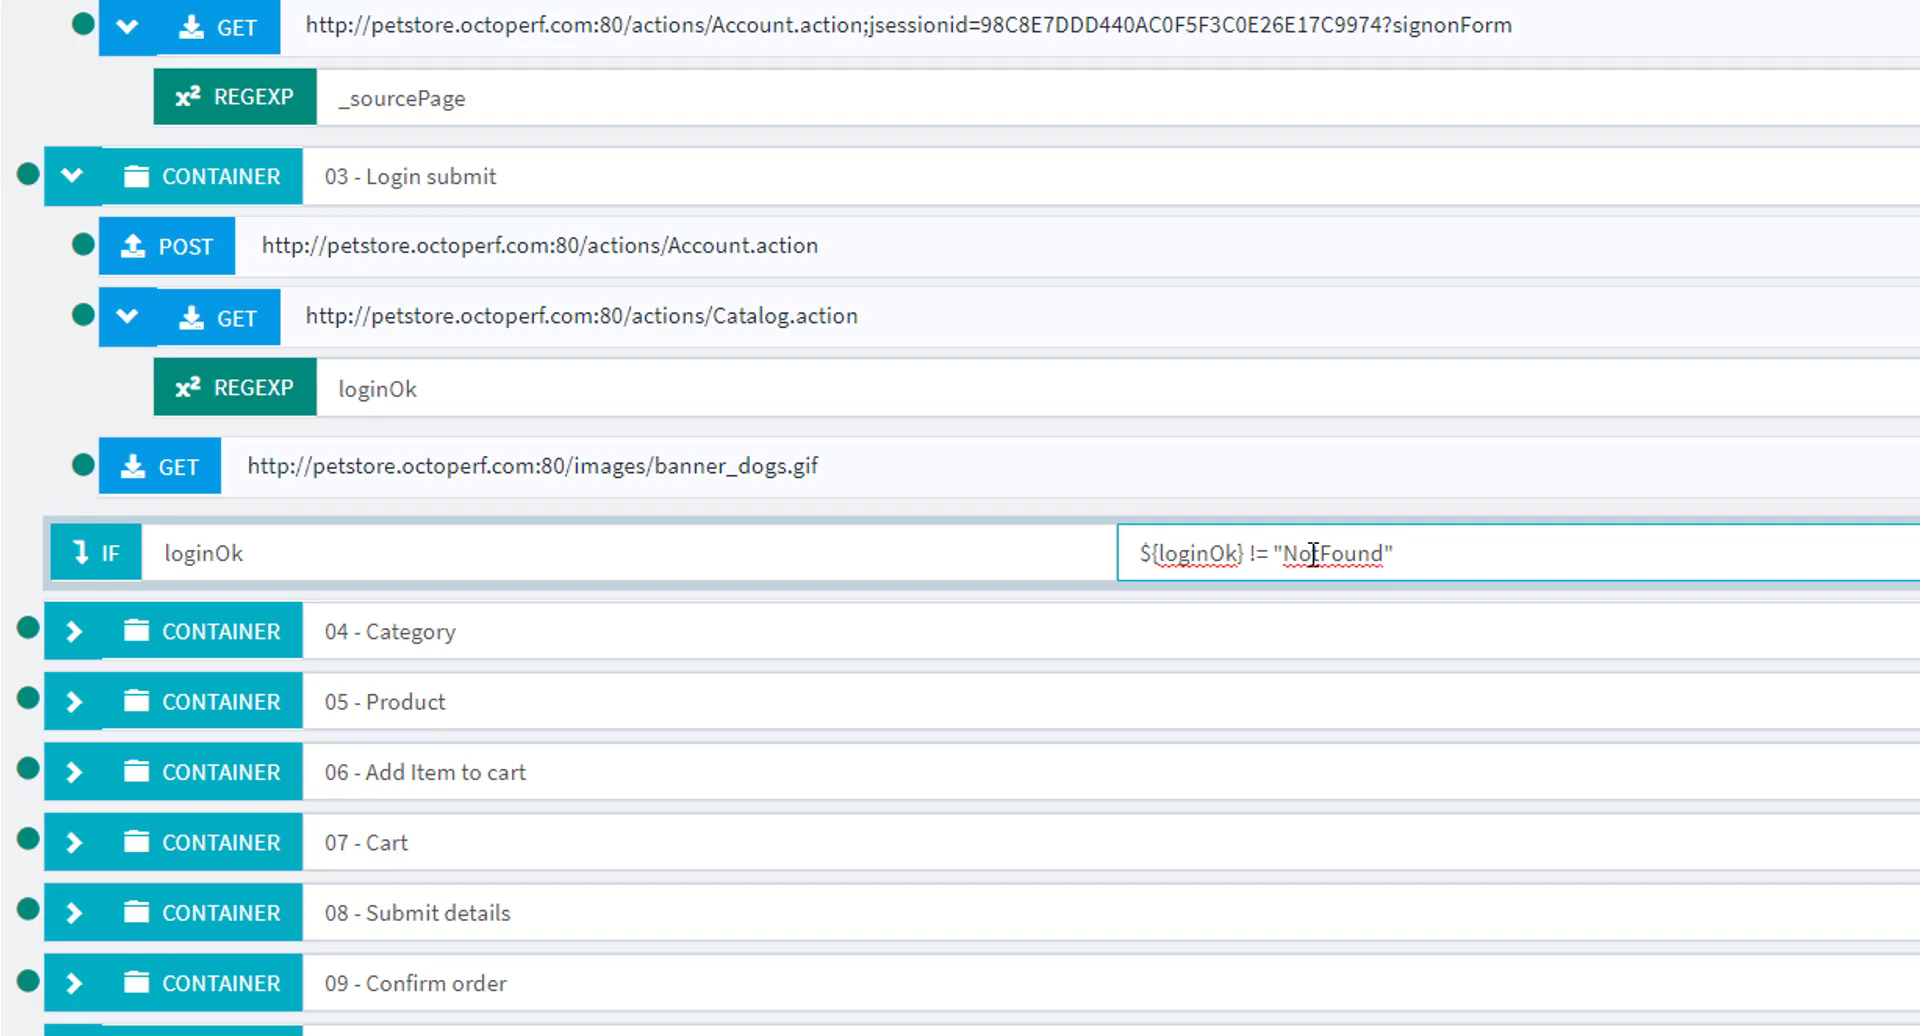 GET http://petstore.octoperf.com:80/actions/Account.action;jsessionid=98C8E7DDD440AC0F5F3C0E26E17C9974?signonForm
x² REGEXP _sourcePage
CONTAINER 03 - Login submit
POST http://petstore.octoperf.com:80/actions/Account.action
GET http://petstore.octoperf.com:80/actions/Catalog.action
x² REGEXP loginOk
GET http://petstore.octoperf.com:80/images/banner_dogs.gif
IF loginOk ${loginOk} != "NotFound"
CONTAINER 04 - Category
CONTAINER 05 - Product
CONTAINER 06 - Add Item to cart
CONTAINER 07 - Cart
CONTAINER 08 - Submit details
CONTAINER 09 - Confirm order